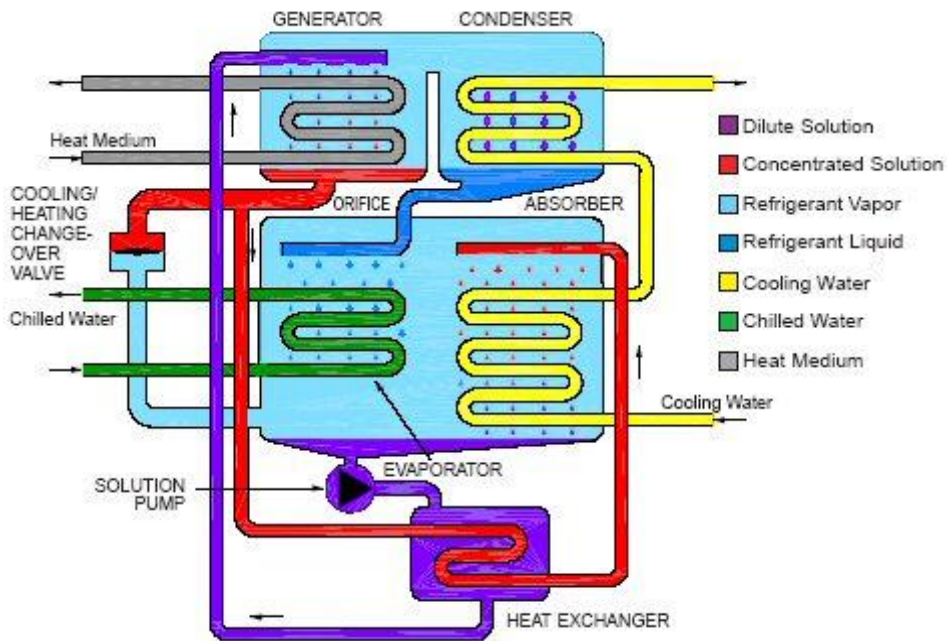 GENERATOR
CONDENSER
Heat Medium
COOLING/
HEATING
CHANGE-
OVER
VALVE
ORIFICE
ABSORBER
Chilled Water
Cooling Water
EVAPORATOR
SOLUTION
PUMP
HEAT EXCHANGER
Dilute Solution
Concentrated Solution
Refrigerant Vapor
Refrigerant Liquid
Cooling Water
Chilled Water
Heat Medium